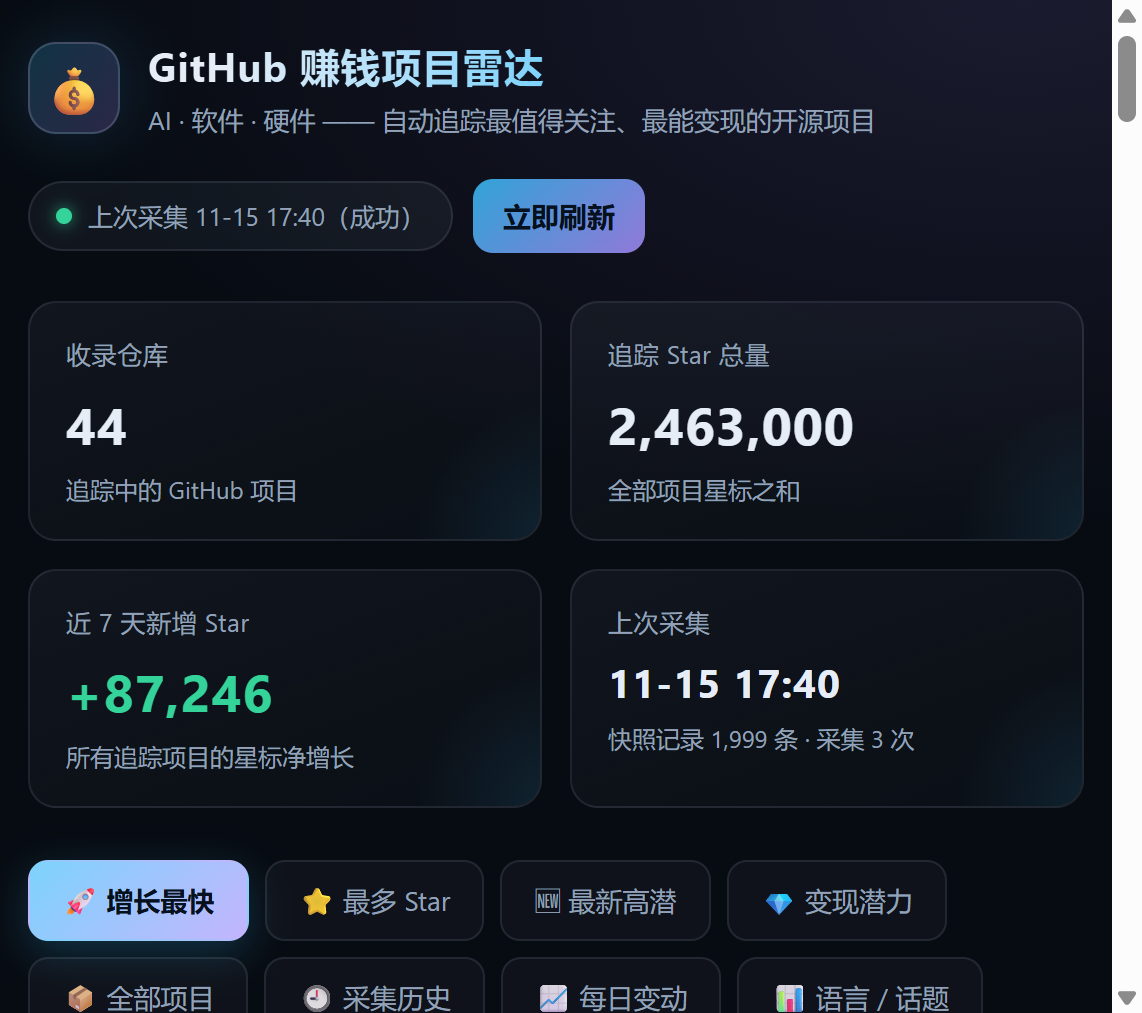 GitHub 赚钱项目雷达
AI · 软件 · 硬件 —— 自动追踪最值得关注、最能变现的开源项目
上次采集 11-15 17:40（成功）
立即刷新
收录仓库
44
追踪中的 GitHub 项目
追踪 Star 总量
2,463,000
全部项目星标之和
近 7 天新增 Star
+87,246
所有追踪项目的星标净增长
上次采集
11-15 17:40
快照记录 1,999 条 · 采集 3 次
🚀 增长最快
⭐ 最多 Star
🆕 最新高潜
💎 变现潜力
📦 全部项目
🕘 采集历史
📈 每日变动
📊 语言 / 话题